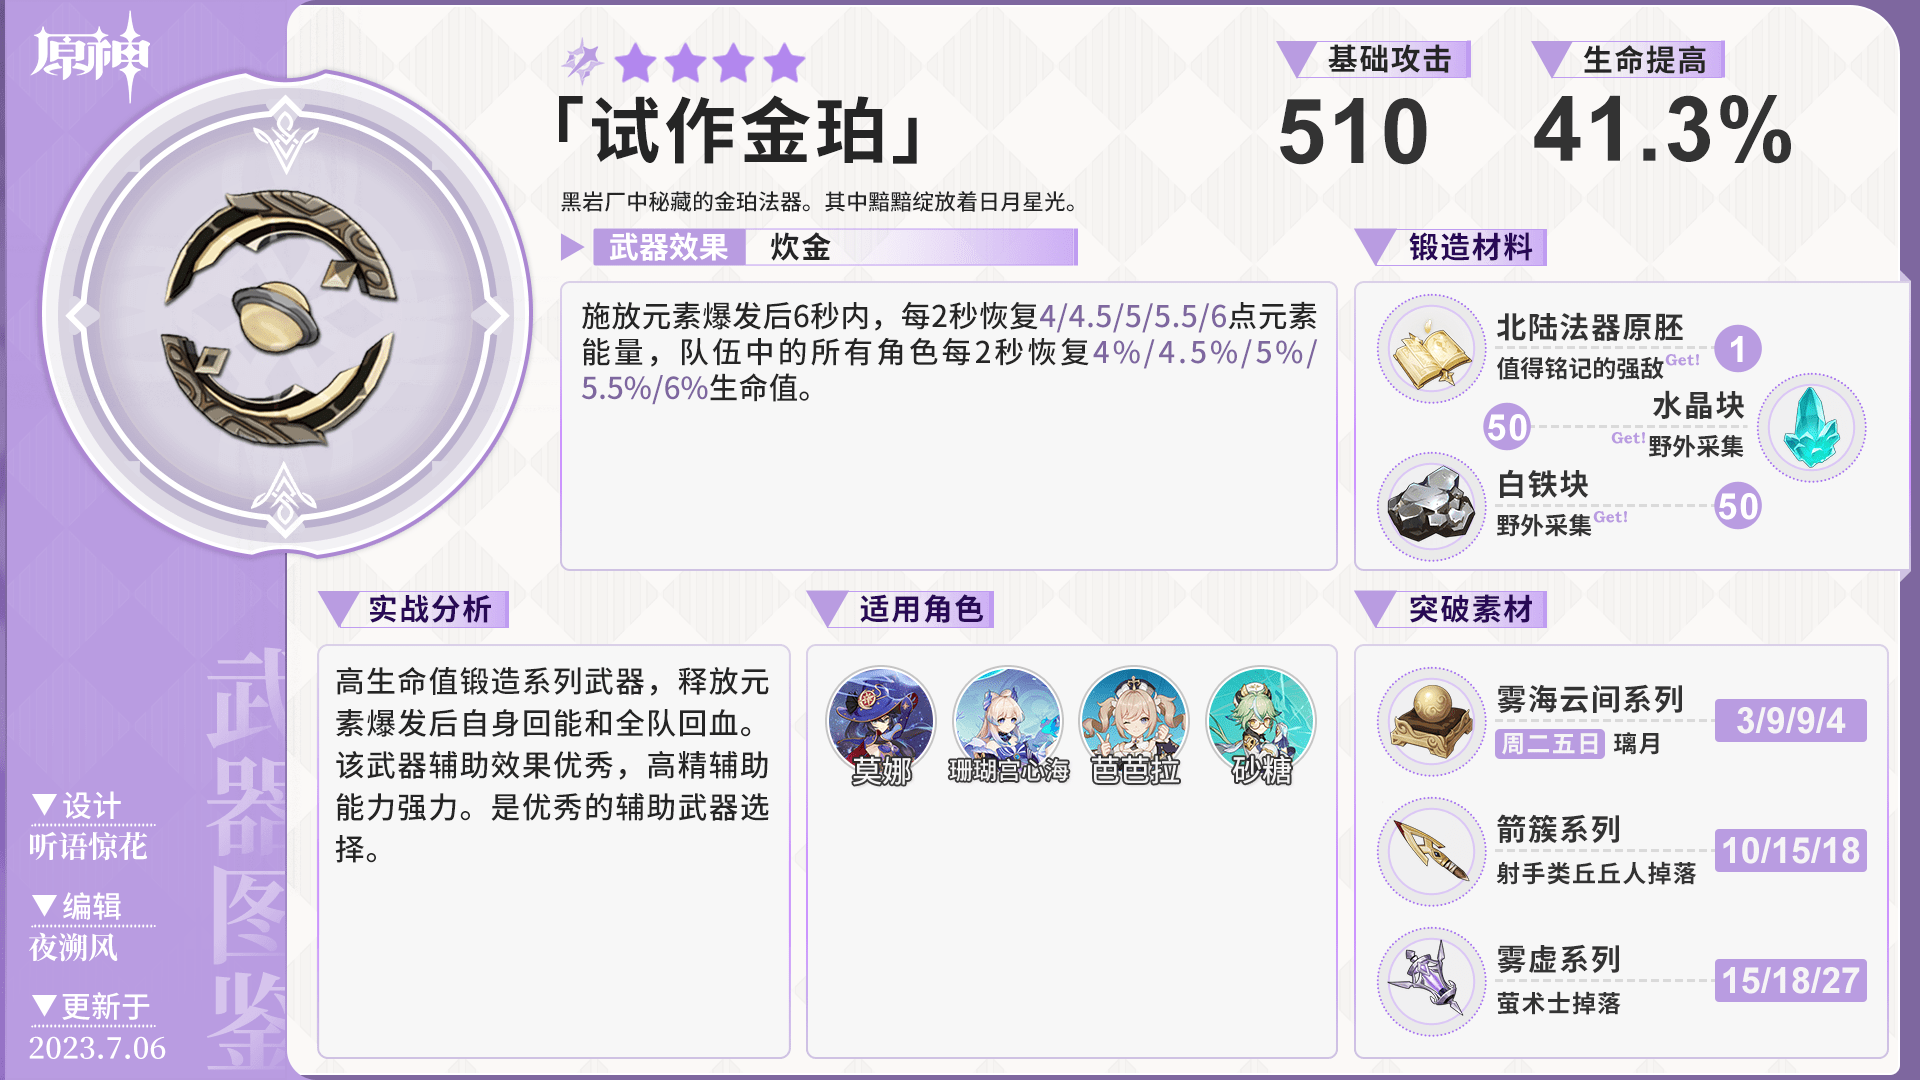 原神
「试作金珀」
黑岩厂中秘藏的金珀法器。其中黯黯绽放着日月星光。
基础攻击
510
生命提高
41.3%
武器效果 炊金
施放元素爆发后6秒内，每2秒恢复4/4.5/5/5.5/6点元素
能量，队伍中的所有角色每2秒恢复4%/4.5%/5%/
5.5%/6%生命值。
锻造材料
北陆法器原胚
值得铭记的强敌Get!
1
水晶块
Get!野外采集
50
白铁块
野外采集Get!
50
实战分析
高生命值锻造系列武器，释放元
素爆发后自身回能和全队回血。
该武器辅助效果优秀，高精辅助
能力强力。是优秀的辅助武器选
择。
适用角色
莫娜
珊瑚宫心海
芭芭拉
砂糖
突破素材
雾海云间系列
周二五日 璃月
3/9/9/4
箭簇系列
射手类丘丘人掉落
10/15/18
雾虚系列
萤术士掉落
15/18/27
武器图鉴
▼设计
听语惊花
▼编辑
夜溯风
▼更新于
2023.7.06